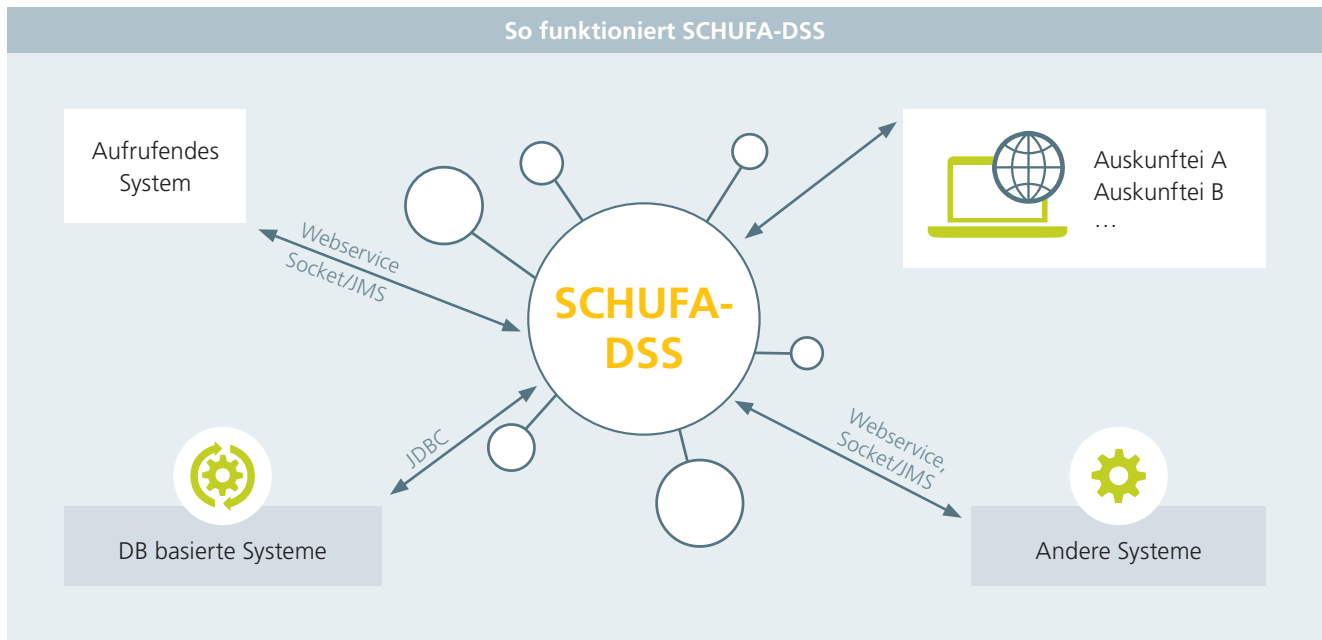 So funktioniert SCHUFA-DSS
Aufrufendes
System
Auskunftei A
Auskunftei B
…
Webservice
Socket/JMS
SCHUFA-
DSS
JDBC
Webservice,
Socket/JMS
DB basierte Systeme
Andere Systeme